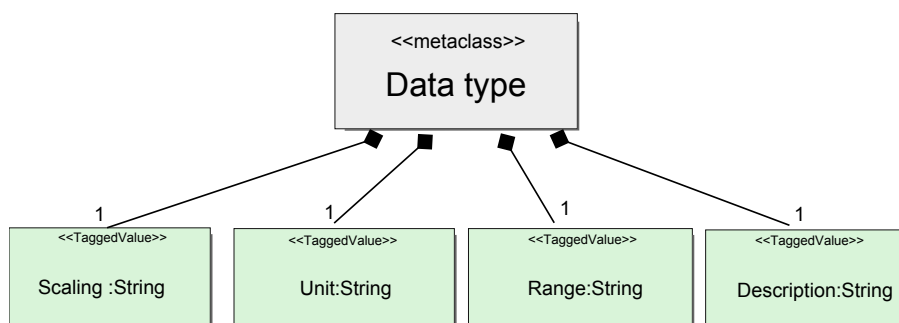 <<metaclass>>
Data type
1
1
1
1
<<TaggedValue>>
<<TaggedValue>>
<<TaggedValue>>
<<TaggedValue>>
Scaling :String
Unit:String
Range:String
Description:String